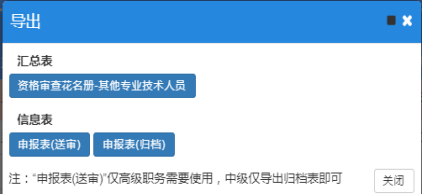 导出
汇总表
资格审查花名册-其他专业技术人员
信息表
申报表(送审) 申报表(归档)
注：“申报表(送审)”仅高级职务需要使用，中级仅导出归档表即可
关闭